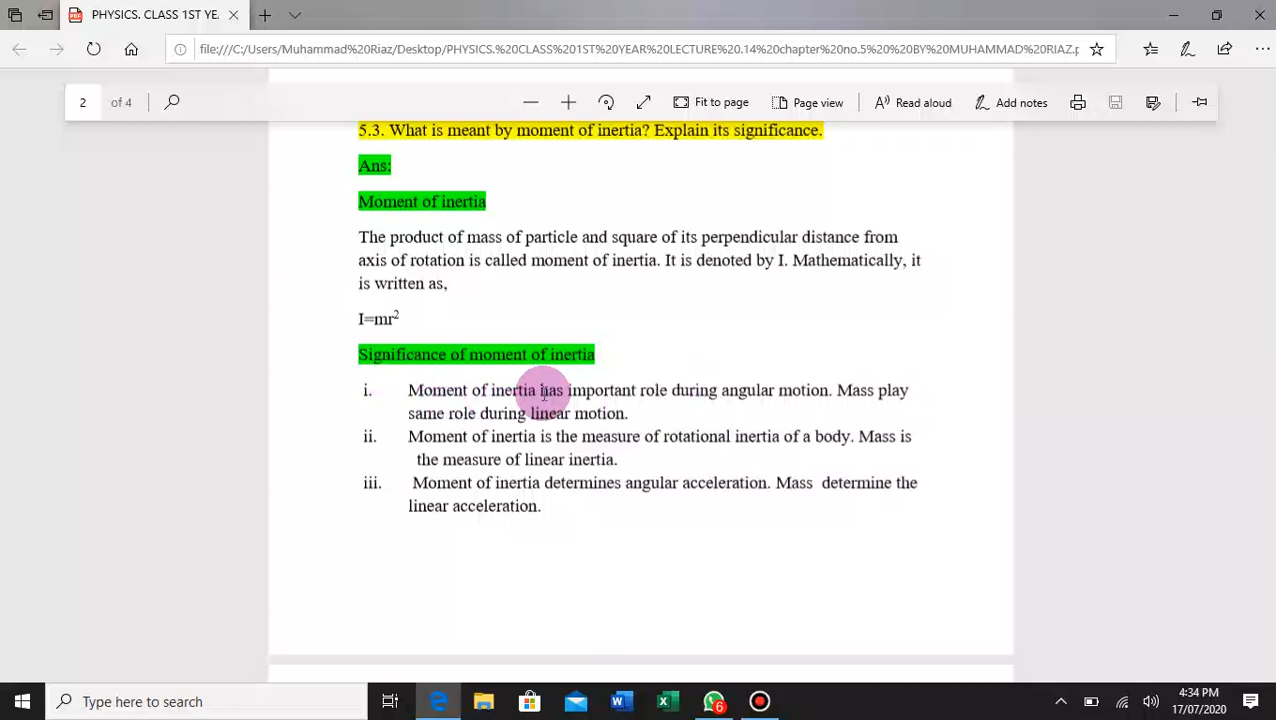 PDF PHYSICS. CLASS 1ST YE.
file:///C:/Users/Muhammad%20Riaz/Desktop/PHYSICS.%20CLASS%201ST%20YEAR%20LECTURE%20.14%20chapter%20no.5%20%20BY%20MUHAMMAD%20RIAZ.p
2 of 4 Fit to page Page view Read aloud Add notes
5.3. What is meant by moment of inertia? Explain its significance.
Ans:
Moment of inertia
The product of mass of particle and square of its perpendicular distance from
axis of rotation is called moment of inertia. It is denoted by I. Mathematically, it
is written as,
I=mr²
Significance of moment of inertia
i. Moment of inertia has important role during angular motion. Mass play
same role during linear motion.
ii. Moment of inertia is the measure of rotational inertia of a body. Mass is
the measure of linear inertia.
iii. Moment of inertia determines angular acceleration. Mass determine the
linear acceleration.
Type here to search
6
4:34 PM
17/07/2020